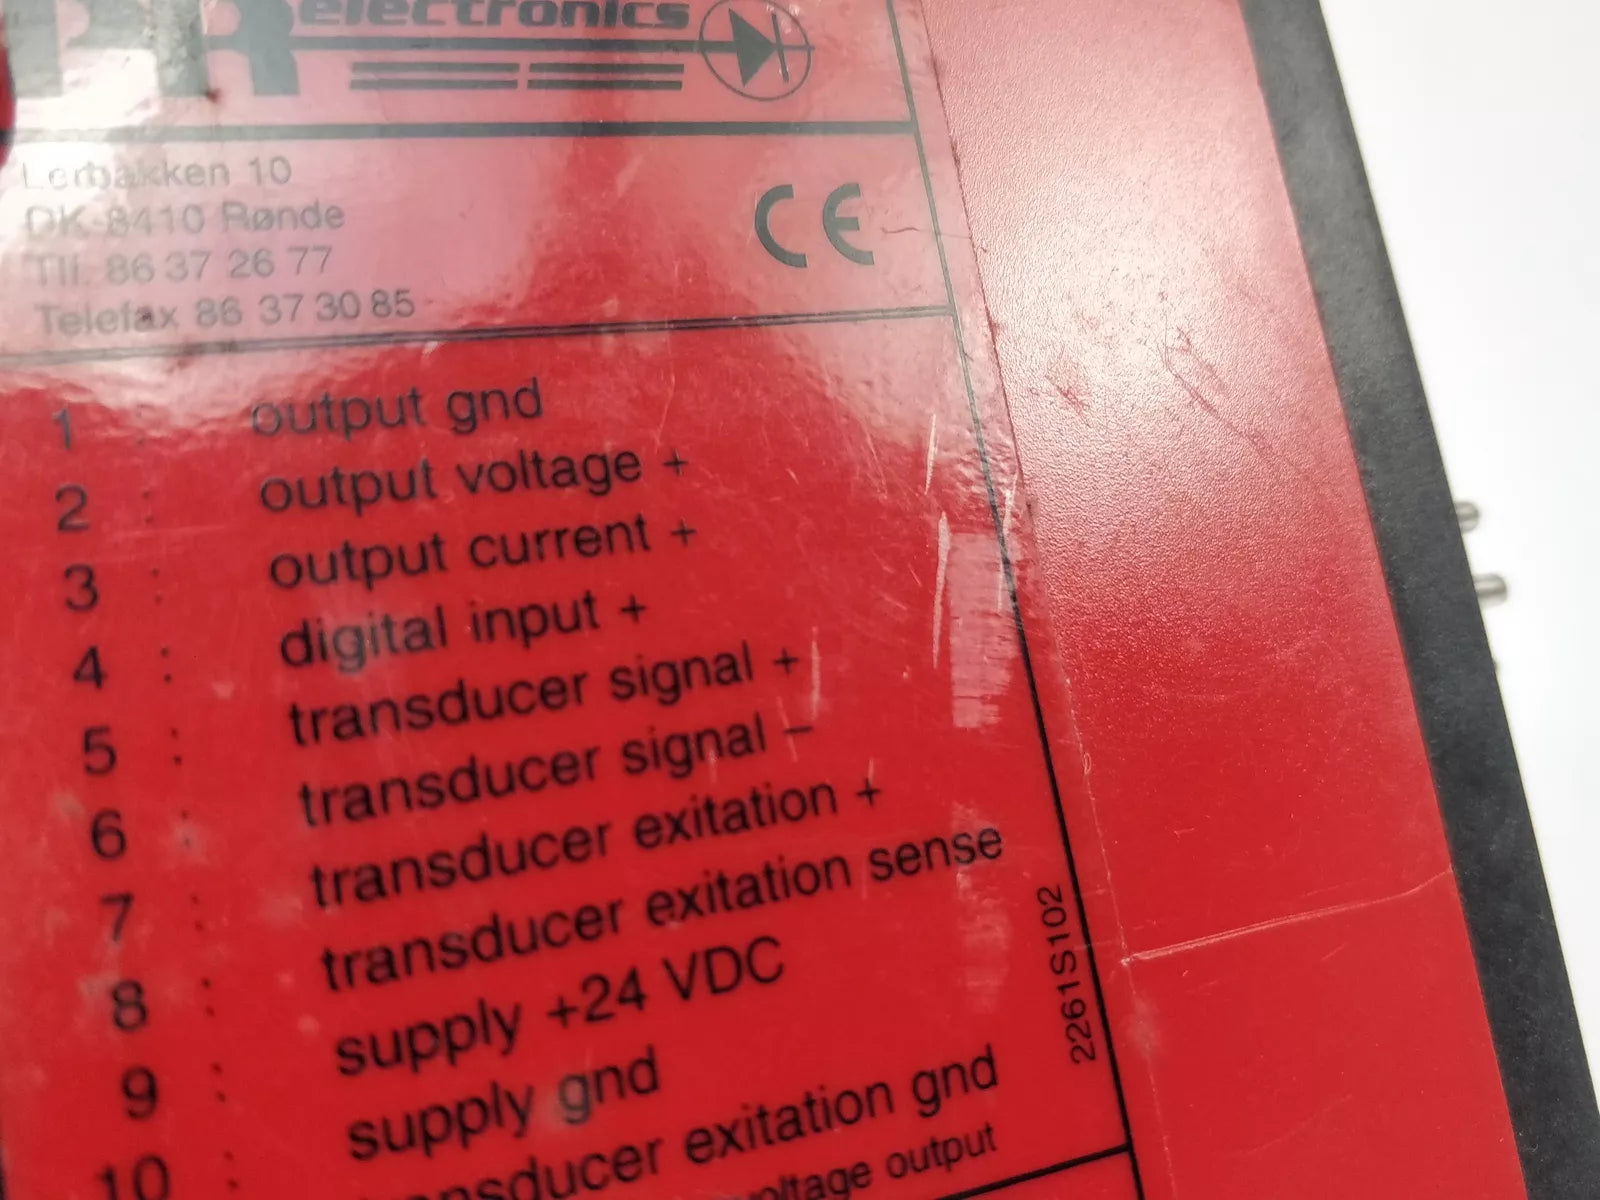 PR electronics
Lerbakken 10
DK-8410 Rønde
Tlf. 86 37 26 77
Telefax 86 37 30 85
CE
1 : output gnd
2 : output voltage +
3 : output current +
4 : digital input +
5 : transducer signal +
6 : transducer signal −
7 : transducer exitation +
8 : transducer exitation sense
9 : supply +24 VDC
10 : supply gnd
exitation gnd
voltage output
2261S102